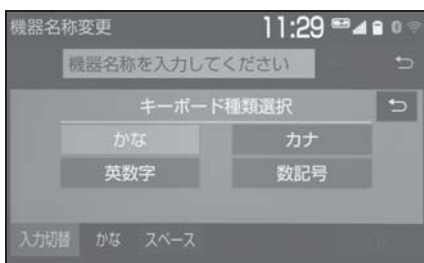 機器名称変更 11:29
機器名称を入力してください
キーボード種類選択
かな カナ
英数字 数記号
入力切替 かな スペース